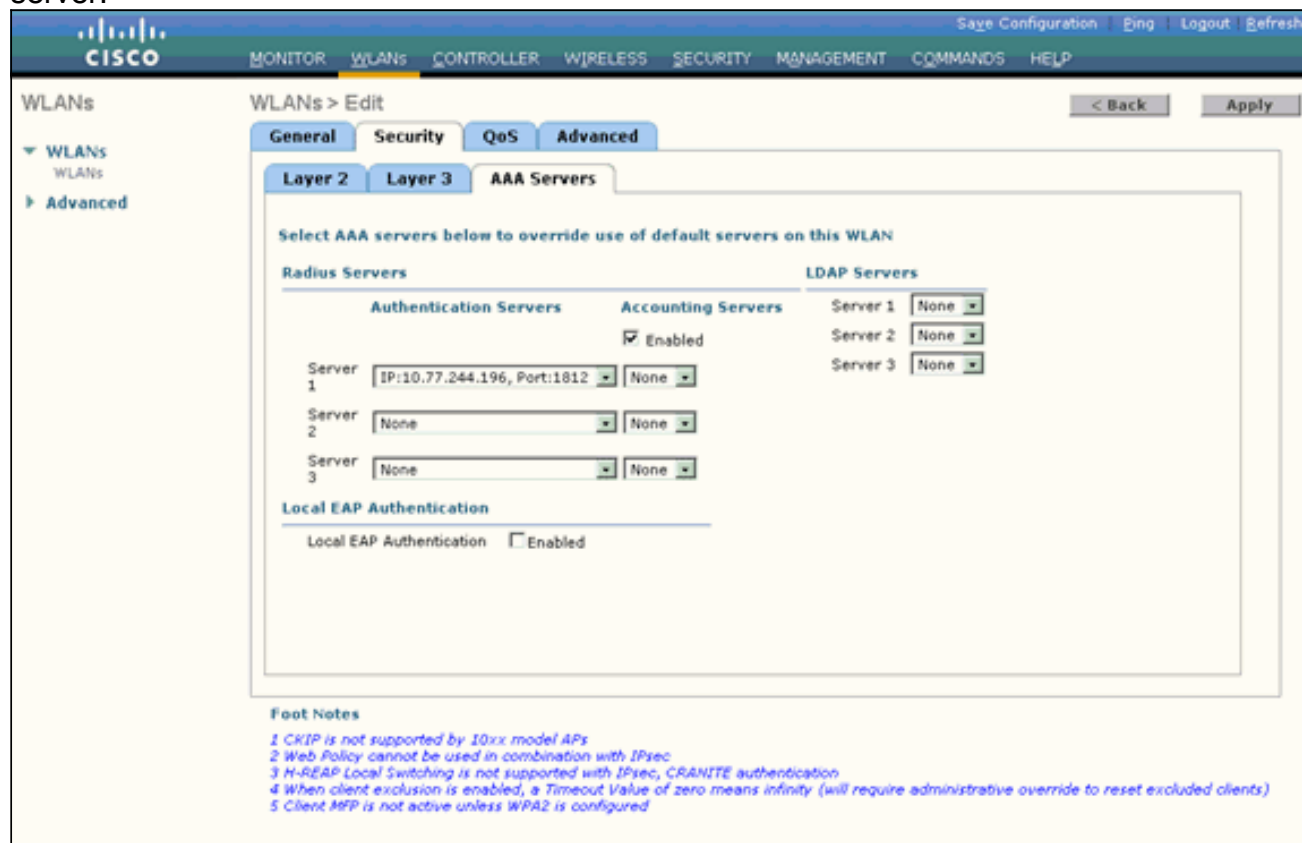 server.
Save Configuration Ping Logout Refresh
CISCO
MONITOR WLANs CONTROLLER WIRELESS SECURITY MANAGEMENT COMMANDS HELP
WLANs
WLANs > Edit
< Back Apply
General Security QoS Advanced
WLANs
WLANs
Advanced
Layer 2 Layer 3 AAA Servers
Select AAA servers below to override use of default servers on this WLAN
Radius Servers LDAP Servers
Authentication Servers Accounting Servers
Server 1 None
Enabled
Server 2 None
Server 3 None
Server 1 IP:10.77.244.196, Port:1812 None
Server 2 None None
Server 3 None None
Local EAP Authentication
Local EAP Authentication Enabled
Foot Notes
1 CKIP is not supported by 10xx model APs
2 Web Policy cannot be used in combination with IPsec
3 H-REAP Local Switching is not supported with IPsec, CRANITE authentication
4 When client exclusion is enabled, a Timeout Value of zero means infinity (will require administrative override to reset excluded clients)
5 Client MFP is not active unless WPA2 is configured